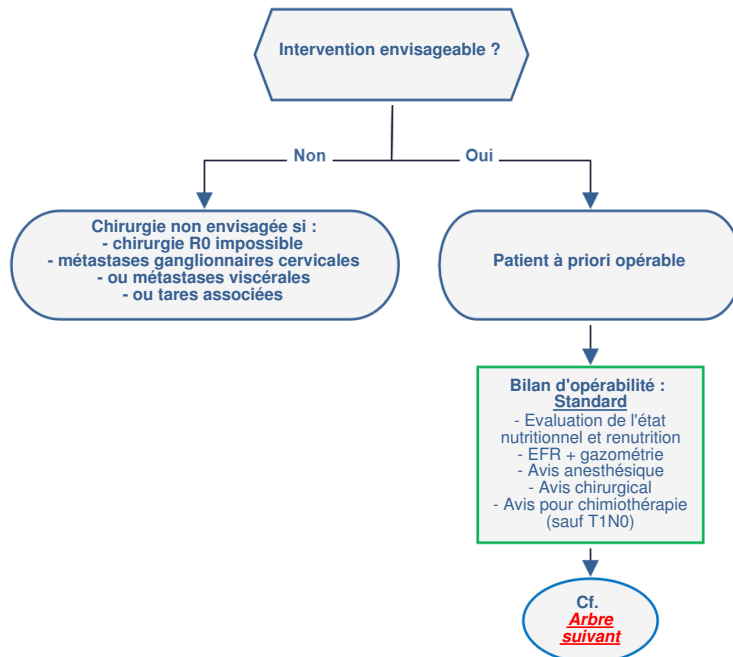 Intervention envisageable ?
Non
Oui
Chirurgie non envisagée si :
- chirurgie R0 impossible
- métastases ganglionnaires cervicales
- ou métastases viscérales
- ou tares associées
Patient à priori opérable
Bilan d'opérabilité :
Standard
- Evaluation de l'état
nutritionnel et renutrition
- EFR + gazométrie
- Avis anesthésique
- Avis chirurgical
- Avis pour chimiothérapie
(sauf T1N0)
Cf.
Arbre
suivant